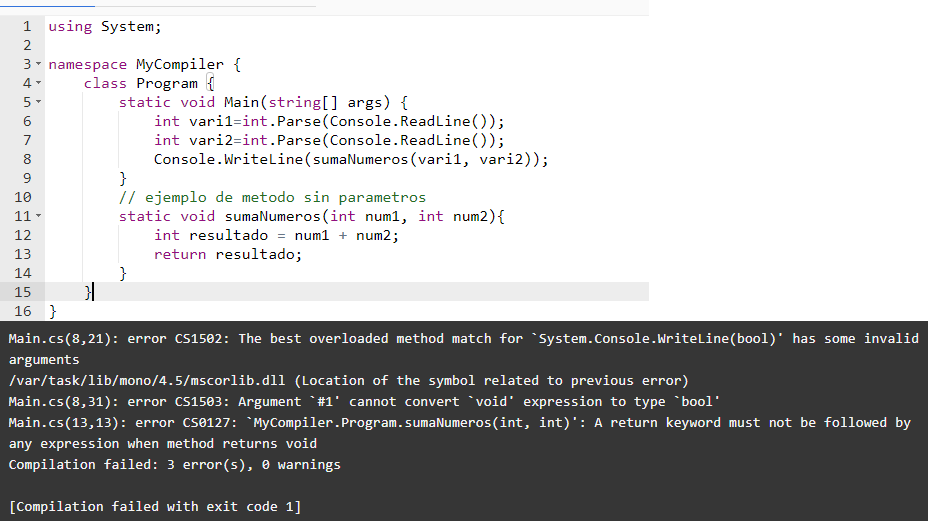 1 using System;
2
3 namespace MyCompiler {
4 class Program {
5 static void Main(string[] args) {
6 int vari1=int.Parse(Console.ReadLine());
7 int vari2=int.Parse(Console.ReadLine());
8 Console.WriteLine(sumaNumeros(vari1, vari2));
9 }
10 // ejemplo de metodo sin parametros
11 static void sumaNumeros(int num1, int num2){
12 int resultado = num1 + num2;
13 return resultado;
14 }
15 }
16 }
Main.cs(8,21): error CS1502: The best overloaded method match for `System.Console.WriteLine(bool)' has some invalid
arguments
/var/task/lib/mono/4.5/mscorlib.dll (Location of the symbol related to previous error)
Main.cs(8,31): error CS1503: Argument `#1' cannot convert `void' expression to type `bool'
Main.cs(13,13): error CS0127: `MyCompiler.Program.sumaNumeros(int, int)': A return keyword must not be followed by
any expression when method returns void
Compilation failed: 3 error(s), 0 warnings
[Compilation failed with exit code 1]